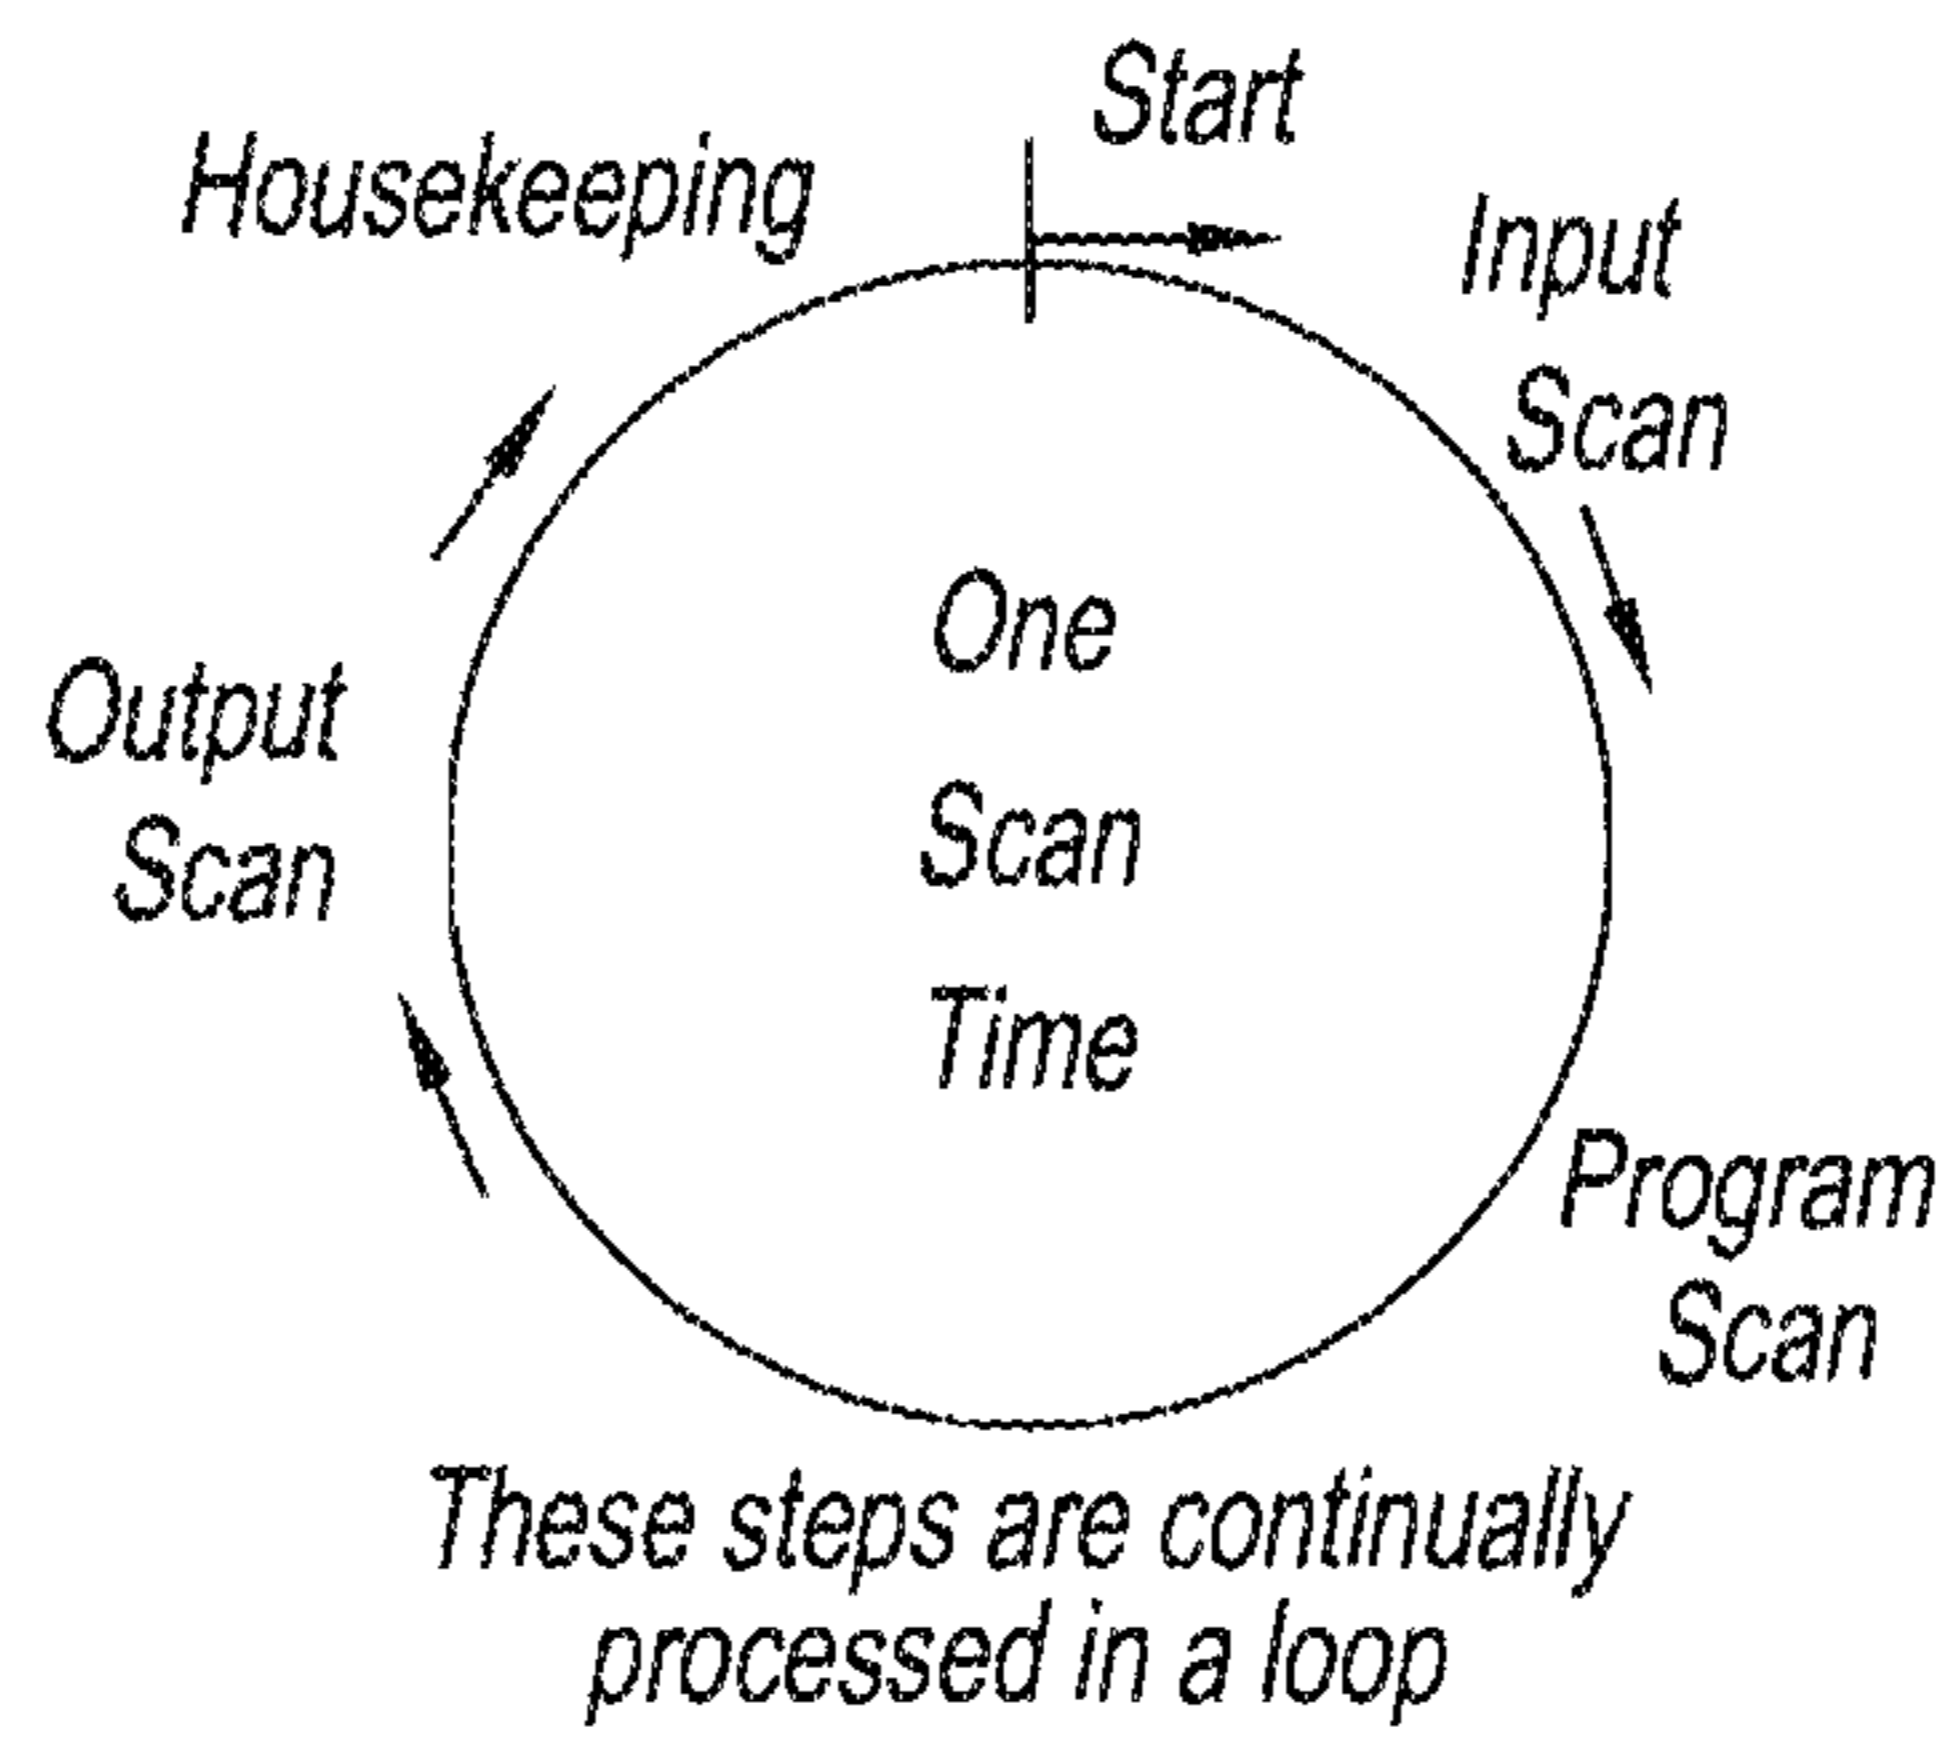 Start
Housekeeping
Input
Scan
One
Scan
Time
Output
Scan
Program
Scan
These steps are continually
processed in a loop